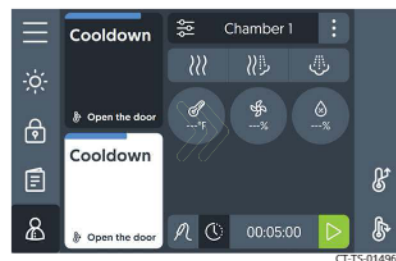 Cooldown
Open the door
Cooldown
Open the door
Chamber 1
---°F
---%
---%
00:05:00
CT-TS-01496